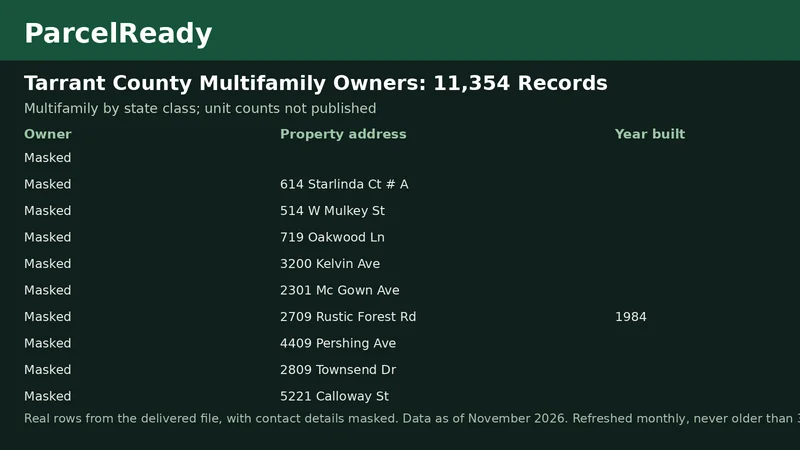 ParcelReady
Tarrant County Multifamily Owners: 11,354 Records
Multifamily by state class; unit counts not published
Owner Property address Year built
Masked
Masked 614 Starlinda Ct # A
Masked 514 W Mulkey St
Masked 719 Oakwood Ln
Masked 3200 Kelvin Ave
Masked 2301 Mc Gown Ave
Masked 2709 Rustic Forest Rd 1984
Masked 4409 Pershing Ave
Masked 2809 Townsend Dr
Masked 5221 Calloway St
Real rows from the delivered file, with contact details masked. Data as of November 2026. Refreshed monthly, never older than